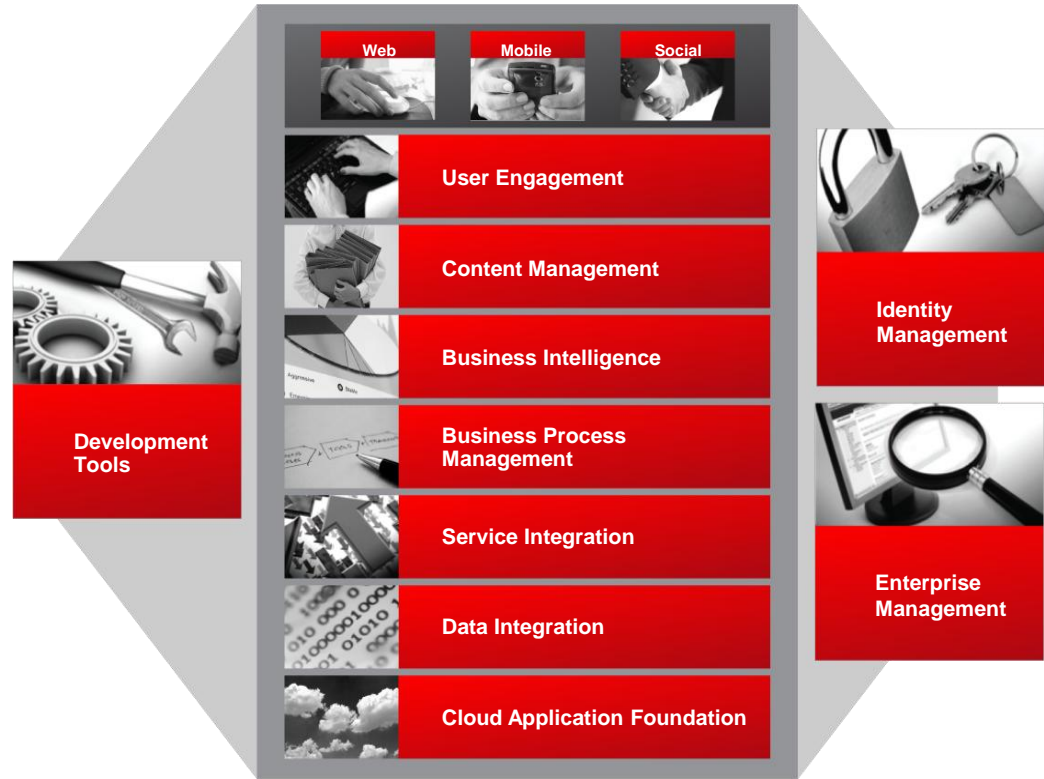 Web
Mobile
Social
User Engagement
Content Management
Business Intelligence
Business Process
Management
Service Integration
Data Integration
Cloud Application Foundation
Development
Tools
Identity
Management
Enterprise
Management